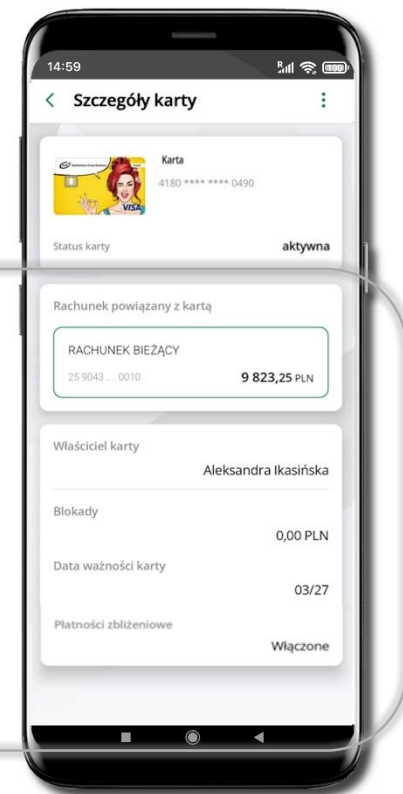 14:59
R
Szczegóły karty
Karta
4180 **** **** 0490
VISA
Status karty
aktywna
Rachunek powiązany z kartą
RACHUNEK BIEŻĄCY
25 9043 .... 0010
9 823,25 PLN
Właściciel karty
Aleksandra Ikasińska
Blokady
0,00 PLN
Data ważności karty
03/27
Płatności zbliżeniowe
Włączone